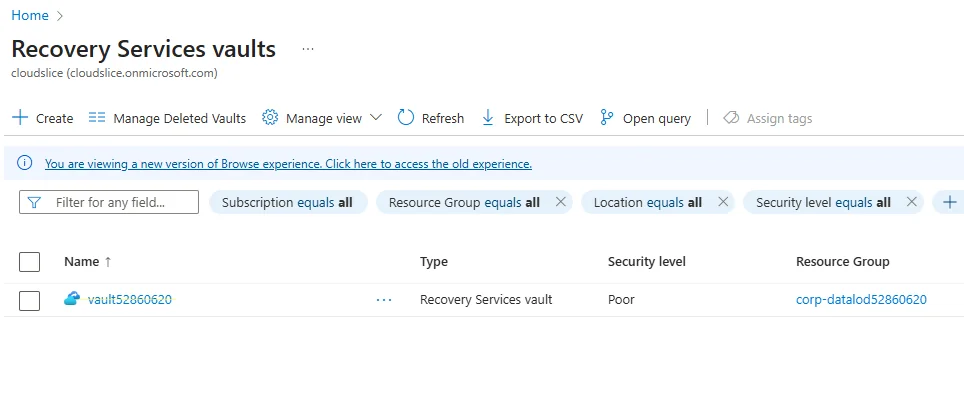 Home >
Recovery Services vaults ...
cloudslice (cloudslice.onmicrosoft.com)
+ Create Manage Deleted Vaults Manage view Refresh Export to CSV Open query Assign tags
You are viewing a new version of Browse experience. Click here to access the old experience.
Filter for any field... Subscription equals all Resource Group equals all × Location equals all × Security level equals all × +
Name ↑ Type Security level Resource Group
vault52860620 ... Recovery Services vault Poor corp-datalod52860620